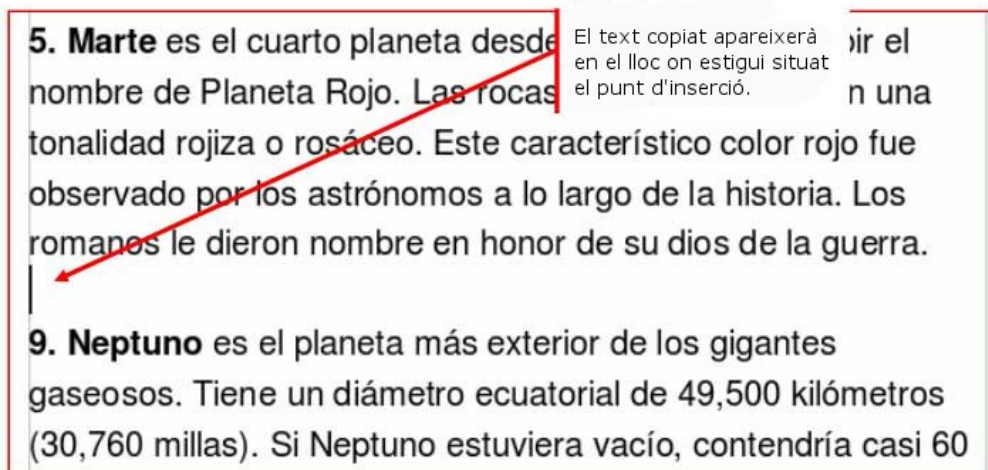 5. Marte es el cuarto planeta desde
ir el
nombre de Planeta Rojo. Las rocas
n una
tonalidad rojiza o rosáceo. Este característico color rojo fue
observado por los astrónomos a lo largo de la historia. Los
romanos le dieron nombre en honor de su dios de la guerra.
El text copiat apareixerà
en el lloc on estigui situat
el punt d'inserció.
9. Neptuno es el planeta más exterior de los gigantes
gaseosos. Tiene un diámetro ecuatorial de 49,500 kilómetros
(30,760 millas). Si Neptuno estuviera vacío, contendría casi 60